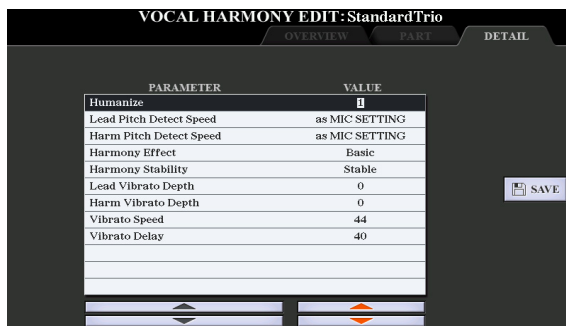 VOCAL HARMONY EDIT: StandardTrio
OVERVIEW PART DETAIL
PARAMETER VALUE
Humanize 1
Lead Pitch Detect Speed as MIC SETTING
Harm Pitch Detect Speed as MIC SETTING
Harmony Effect Basic
Harmony Stability Stable
Lead Vibrato Depth 0
Harm Vibrato Depth 0
SAVE
Vibrato Speed 44
Vibrato Delay 40